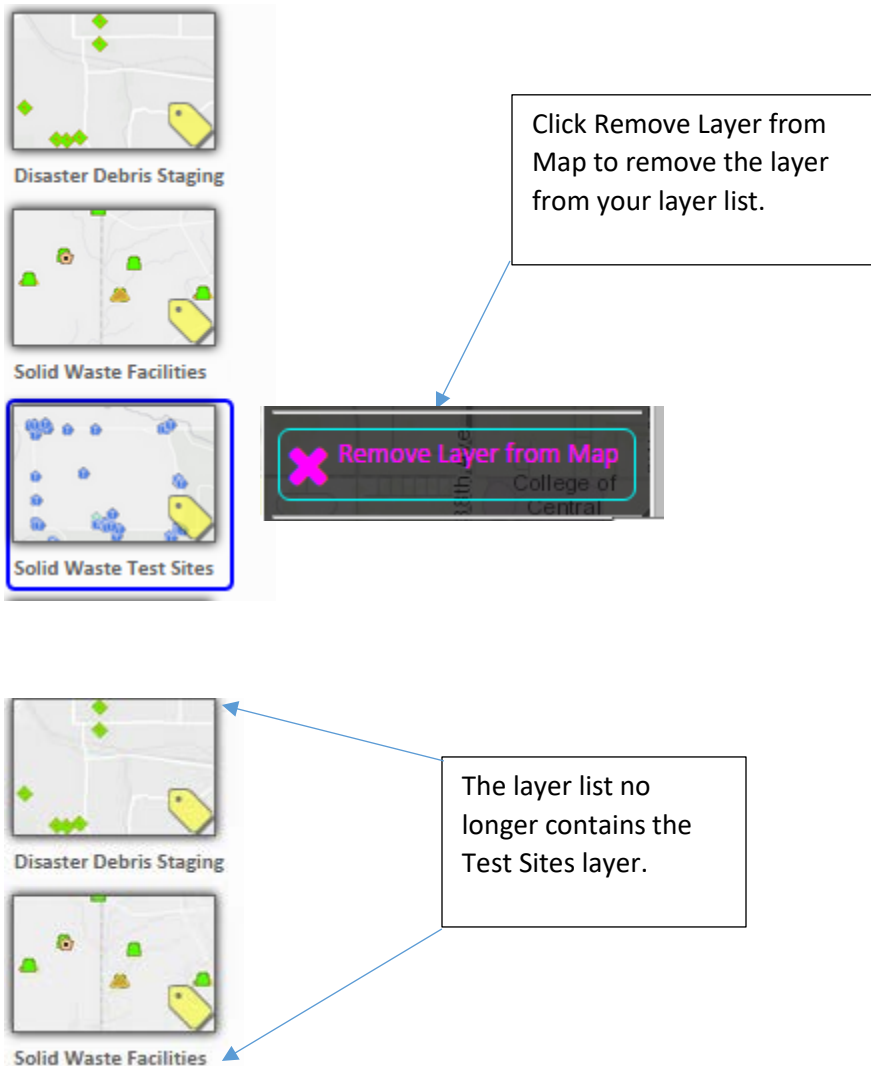 Disaster Debris Staging
Click Remove Layer from
Map to remove the layer
from your layer list.
Solid Waste Facilities
Remove Layer from Map
38th Ave
College of
Central
Solid Waste Test Sites
Disaster Debris Staging
The layer list no
longer contains the
Test Sites layer.
Solid Waste Facilities